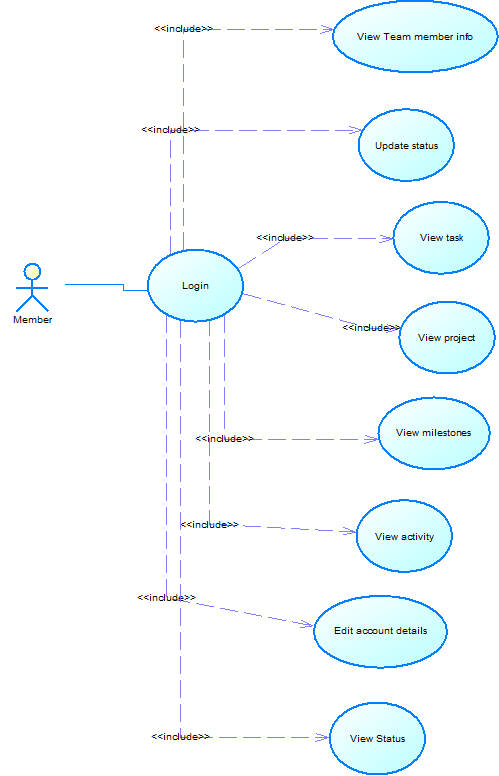 <<include>>
View Team member info
<<include>>
Update status
<<include>>
View task
Login
Member
<<include>>
View project
<<include>>
View milestones
<<include>>
View activity
<<include>>
Edit account details
<<include>>
View Status